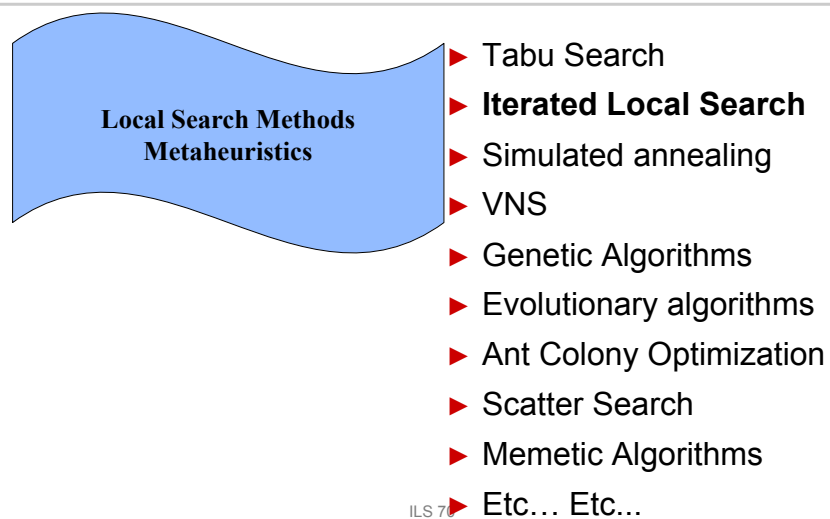 Local Search Methods
Metaheuristics
► Tabu Search
► Iterated Local Search
► Simulated annealing
► VNS
► Genetic Algorithms
► Evolutionary algorithms
► Ant Colony Optimization
► Scatter Search
► Memetic Algorithms
► Etc… Etc...
ILS